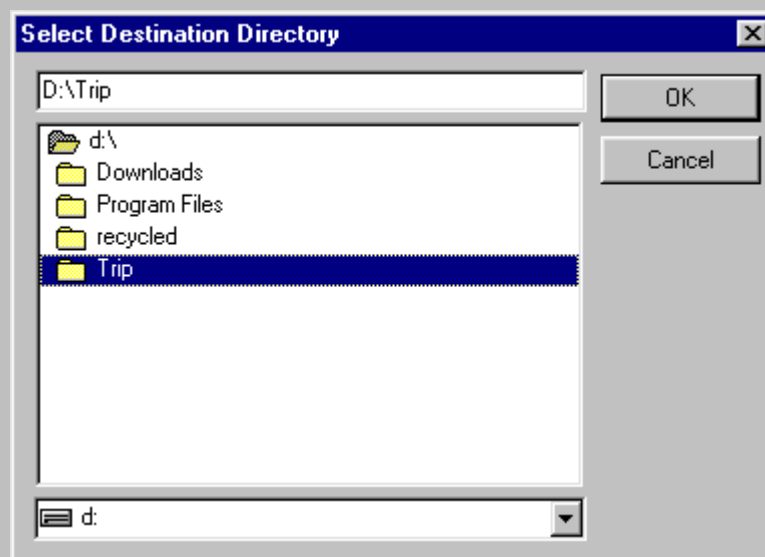 Select Destination Directory
D:\Trip
OK
d:\
Cancel
Downloads
Program Files
recycled
Trip
d: